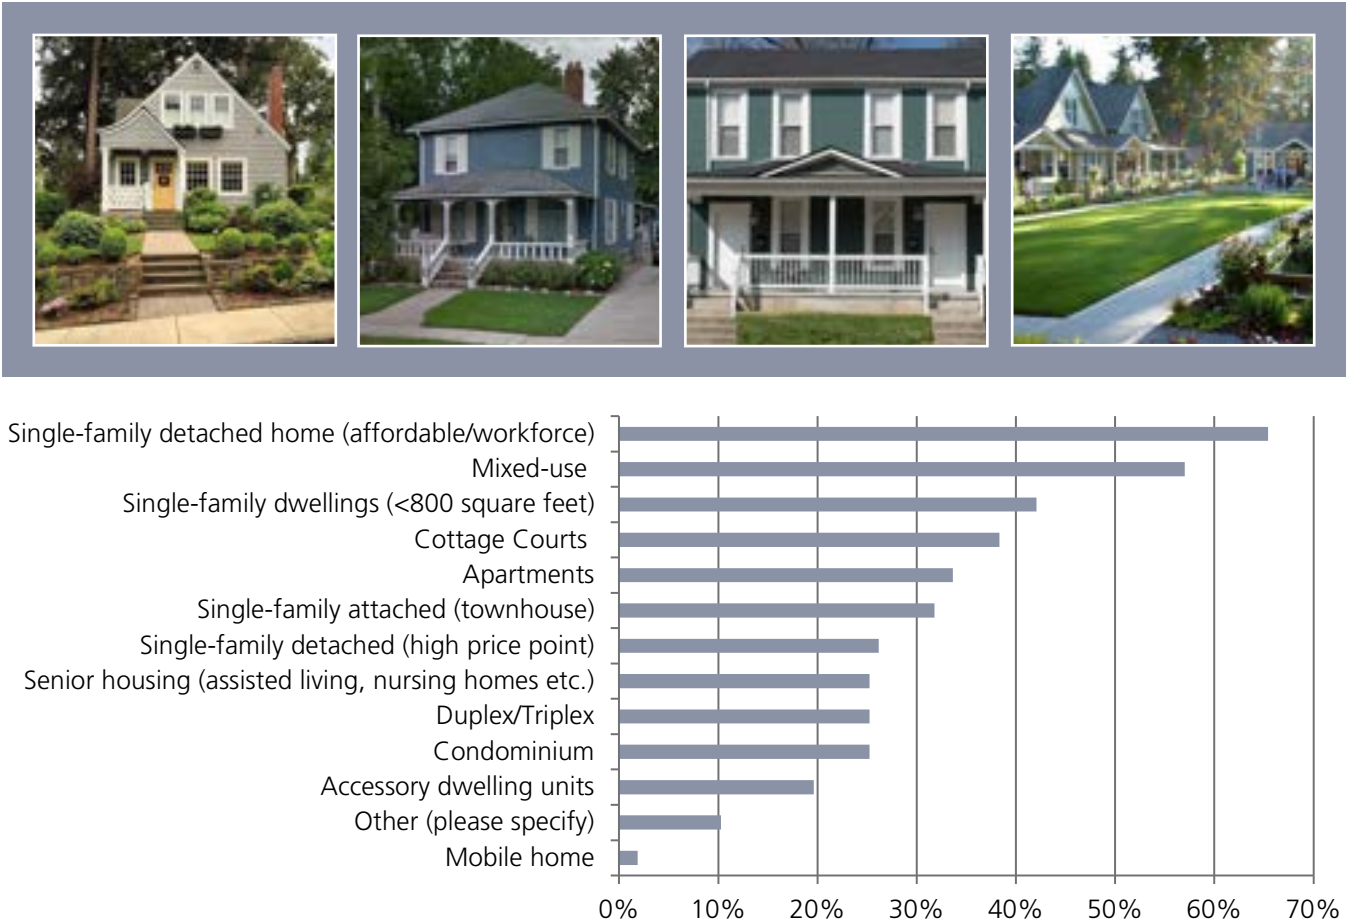 Single-family detached home (affordable/workforce)
Mixed-use
Single-family dwellings (<800 square feet)
Cottage Courts
Apartments
Single-family attached (townhouse)
Single-family detached (high price point)
Senior housing (assisted living, nursing homes etc.)
Duplex/Triplex
Condominium
Accessory dwelling units
Other (please specify)
Mobile home
0% 10% 20% 30% 40% 50% 60% 70%